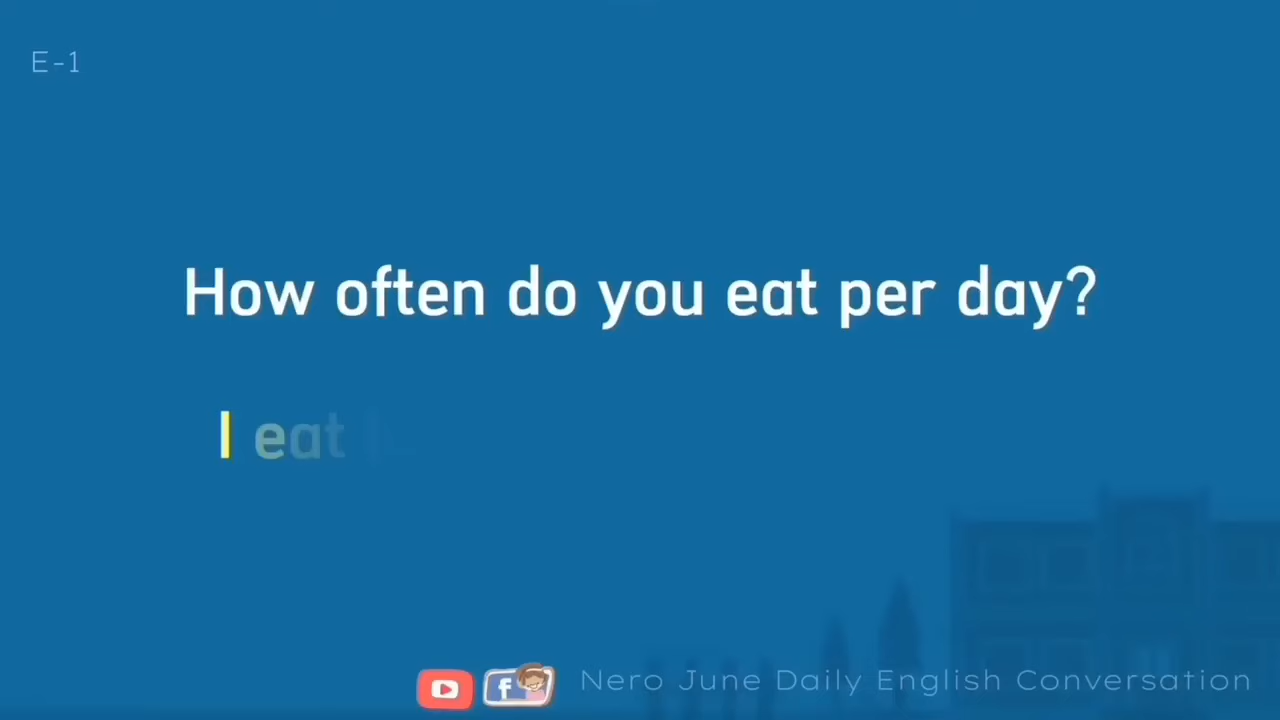 E-1
How often do you eat per day?
I eat
Nero June Daily English Conversation